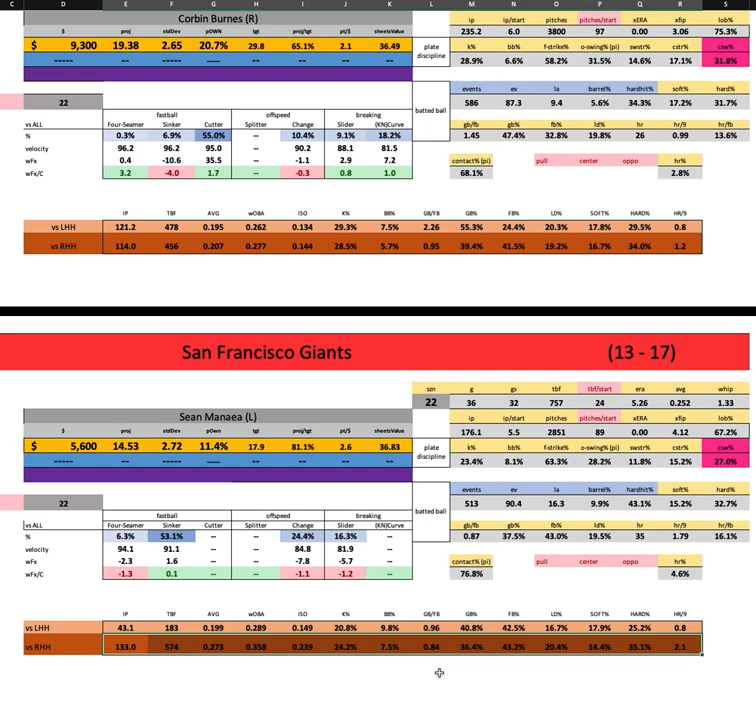 C D E F G H I J K L M N O P Q R S
Corbin Burnes (R) ip ip/start pitches pitches/start xERA xfip lob%
$ proj stdDev pOWN tgt proj/tgt pt/$ sheetsValue 235.2 6.0 3800 97 0.00 3.06 75.3%
$ 9,300 19.38 2.65 20.7% 29.8 65.1% 2.1 36.49 plate discipline k% bb% f-strike% o-swing% (pi) swstr% cstr% csw%
----- -- -- ---- -- -- -- -- 28.9% 6.6% 58.2% 31.5% 14.6% 17.1% 31.8%
events ev la barrel% hardhit% soft% hard%
22 batted ball 586 87.3 9.4 5.6% 34.3% 17.2% 31.7%
fastball offspeed breaking
vs ALL Four-Seamer Sinker Cutter Splitter Change Slider (KN)Curve gb/fb gb% fb% ld% hr hr/9 hr/fb
% 0.3% 6.9% 55.0% -- 10.4% 9.1% 18.2% 1.45 47.4% 32.8% 19.8% 26 0.99 13.6%
velocity 96.2 96.2 95.0 -- 90.2 88.1 81.5
wFx 0.4 -10.6 35.5 -- -1.1 2.9 7.2 contact% (pi) pull center oppo hr%
wFx/C 3.2 -4.0 1.7 -- -0.3 0.8 1.0 68.1% 2.8%
IP TBF AVG wOBA ISO K% BB% GB/FB GB% FB% LD% SOFT% HARD% HR/9
vs LHH 121.2 478 0.195 0.262 0.134 29.3% 7.5% 2.26 55.3% 24.4% 20.3% 17.8% 29.5% 0.8
vs RHH 114.0 456 0.207 0.277 0.144 28.5% 5.7% 0.95 39.4% 41.5% 19.2% 16.7% 34.0% 1.2
San Francisco Giants (13 - 17)
szn g gs tbf tbf/start era avg whip
22 36 32 757 24 5.26 0.252 1.33
Sean Manaea (L) ip ip/start pitches pitches/start xERA xfip lob%
$ proj stdDev pOwn tgt proj/tgt pt/$ sheetsValue 176.1 5.5 2851 89 0.00 4.12 67.2%
$ 5,600 14.53 2.72 11.4% 17.9 81.1% 2.6 36.83 plate discipline k% bb% f-strike% o-swing% (pi) swstr% cstr% csw%
----- -- -- ---- -- -- -- -- 23.4% 8.1% 63.3% 28.2% 11.8% 15.2% 27.0%
events ev la barrel% hardhit% soft% hard%
22 batted ball 513 90.4 16.3 9.9% 43.1% 15.2% 32.7%
fastball offspeed breaking
vs ALL Four-Seamer Sinker Cutter Splitter Change Slider (KN)Curve gb/fb gb% fb% ld% hr hr/9 hr/fb
% 6.3% 53.1% -- -- 24.4% 16.3% -- 0.87 37.5% 43.0% 19.5% 35 1.79 16.1%
velocity 94.1 91.1 -- -- 84.8 81.9 --
wFx -2.3 1.6 -- -- -7.8 -5.7 -- contact% (pi) pull center oppo hr%
wFx/C -1.3 0.1 -- -- -1.1 -1.2 -- 76.8% 4.6%
IP TBF AVG wOBA ISO K% BB% GB/FB GB% FB% LD% SOFT% HARD% HR/9
vs LHH 43.1 183 0.199 0.289 0.149 20.8% 9.8% 0.96 40.8% 42.5% 16.7% 17.9% 25.2% 0.8
vs RHH 133.0 574 0.273 0.358 0.239 24.2% 7.5% 0.84 36.4% 43.2% 20.4% 14.4% 35.1% 2.1